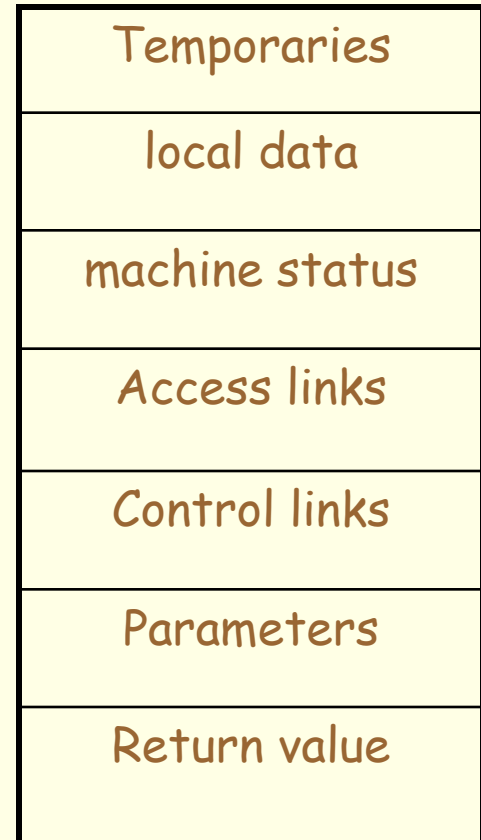 Temporaries
local data
machine status
Access links
Control links
Parameters
Return value